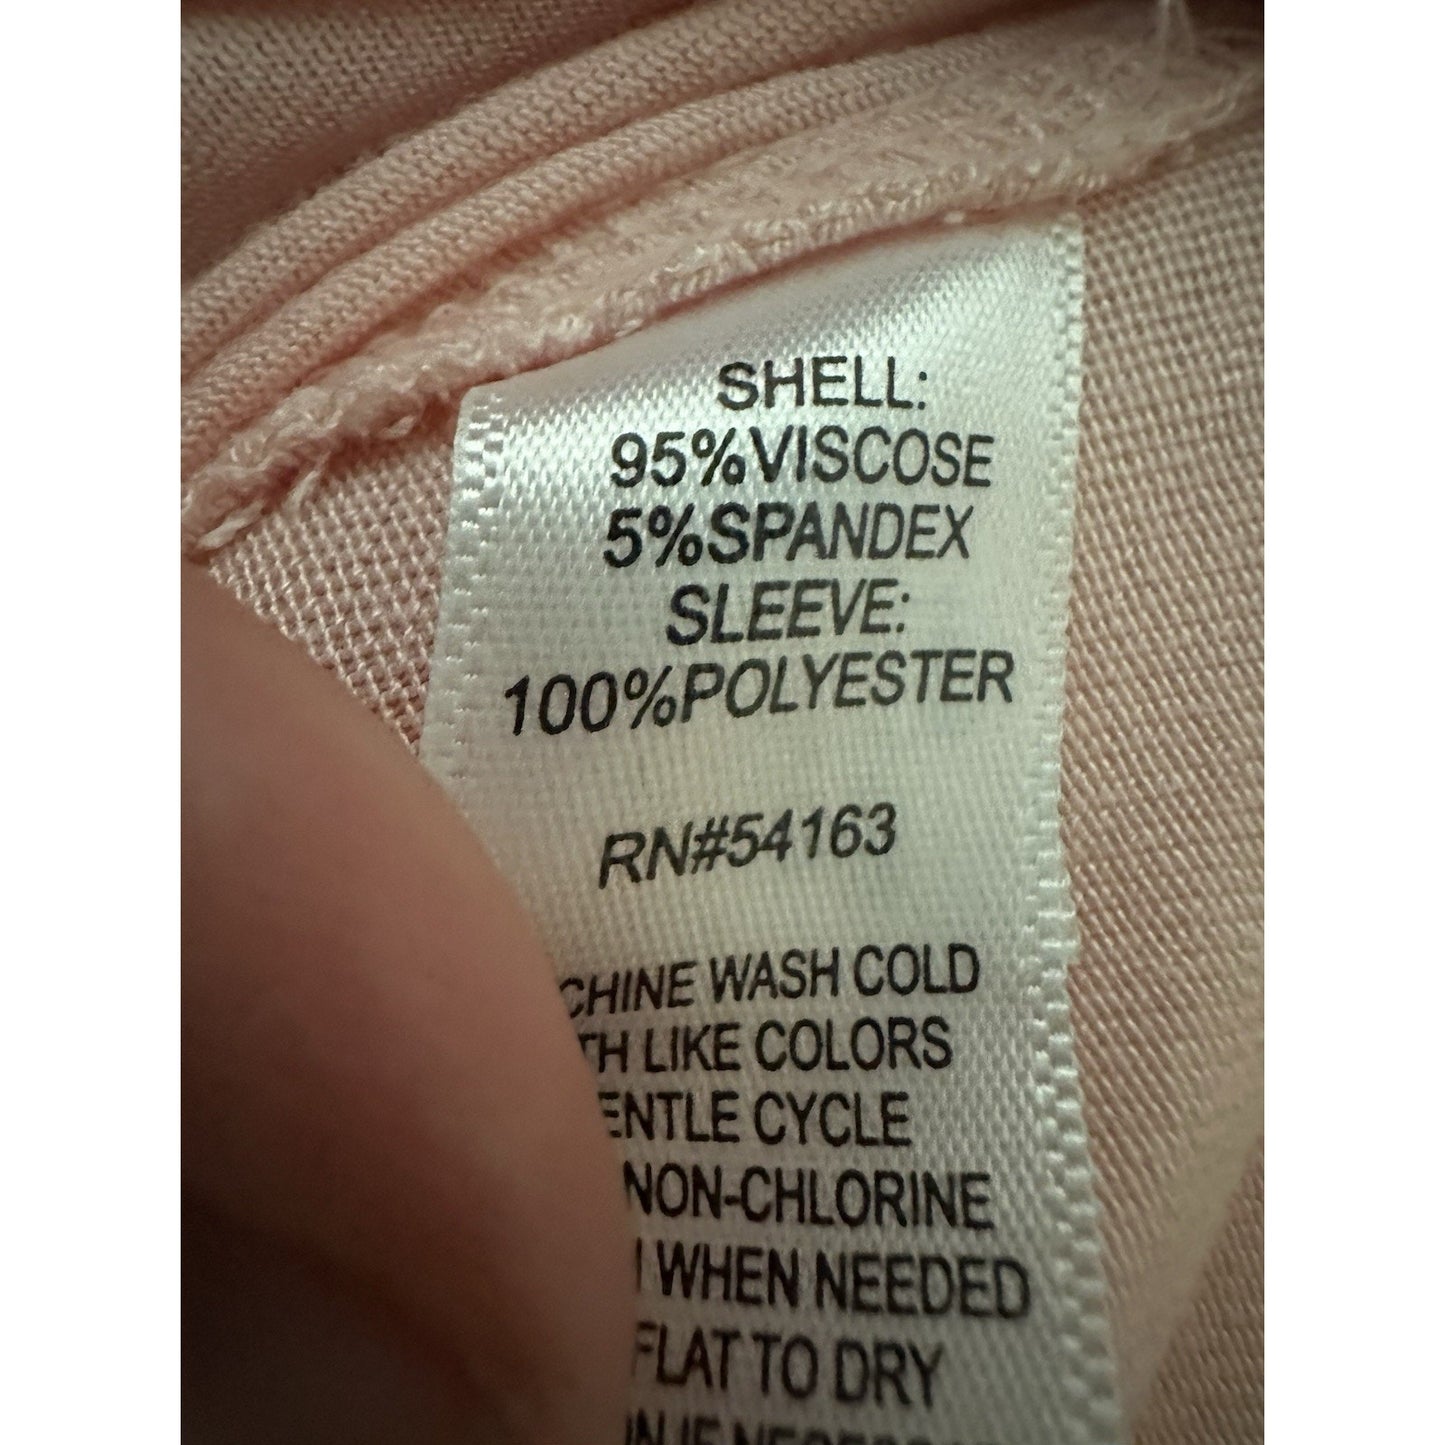 SHELL:
95%VISCOSE
5%SPANDEX
SLEEVE:
100%POLYESTER
RN#54163
CHINE WASH COLD
TH LIKE COLORS
ENTLE CYCLE
NON-CHLORINE
WHEN NEEDED
FLAT TO DRY
IF